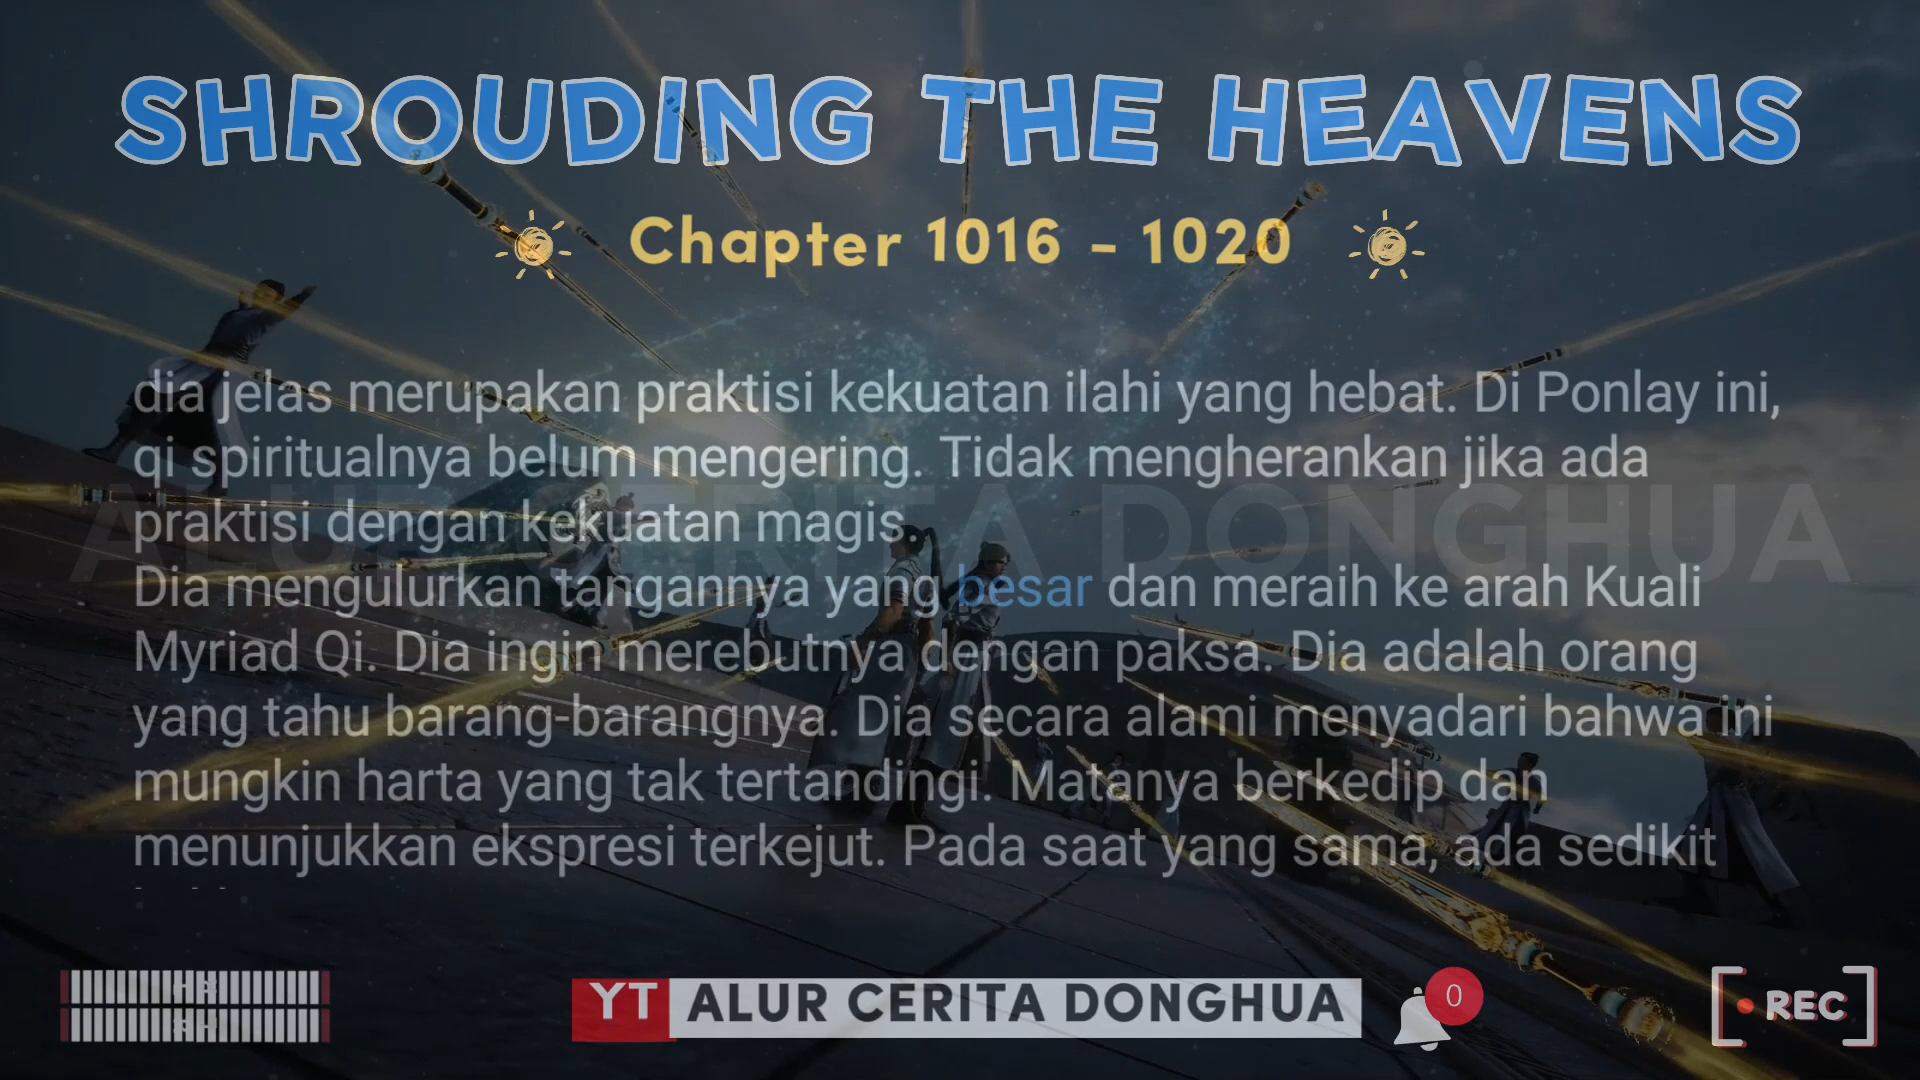 SHROUDING THE HEAVENS
Chapter 1016 - 1020
dia jelas merupakan praktisi kekuatan ilahi yang hebat. Di Ponlay ini,
qi spiritualnya belum mengering. Tidak mengherankan jika ada
praktisi dengan kekuatan magis.
ALUR CERITA DONGHUA
Dia mengulurkan tangannya yang besar dan meraih ke arah Kuali
Myriad Qi. Dia ingin merebutnya dengan paksa. Dia adalah orang
yang tahu barang-barangnya. Dia secara alami menyadari bahwa ini
mungkin harta yang tak tertandingi. Matanya berkedip dan
menunjukkan ekspresi terkejut. Pada saat yang sama, ada sedikit
YT ALUR CERITA DONGHUA
0
REC